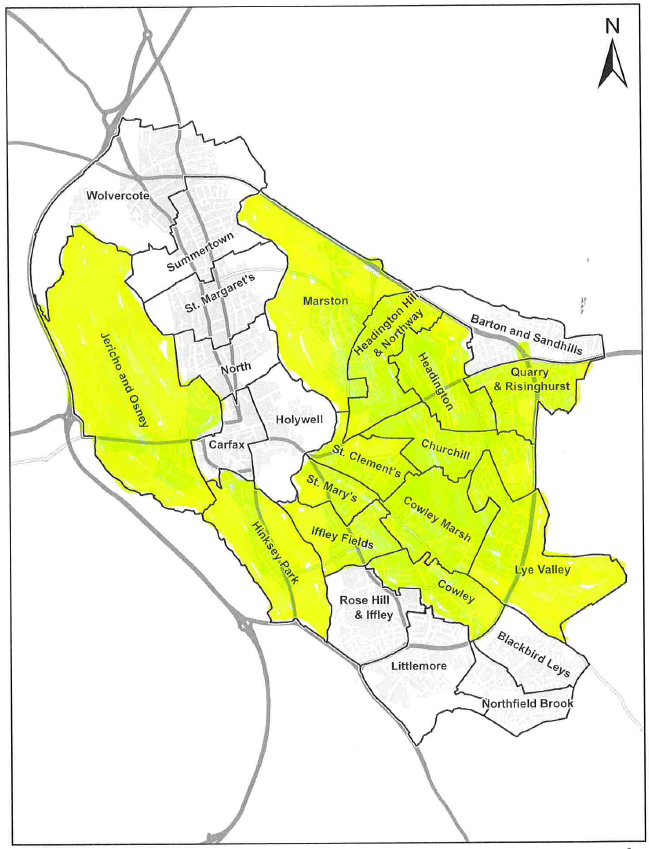 N
Wolvercote
Summertown
St. Margaret's
Marston
Headington Hill
& Northway
Barton and Sandhills
Jericho and Osney
North
Headington
Quarry
& Risinghurst
Holywell
Carfax
St. Clement's
Churchill
St. Mary's
Cowley Marsh
Hinksey Park
Iffley Fields
Lye Valley
Cowley
Rose Hill
& Iffley
Blackbird Leys
Littlemore
Northfield Brook